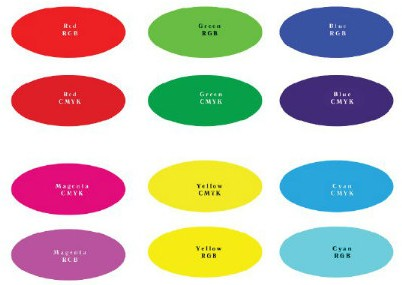 Red
RGB
Green
RGB
Blue
RGB
Red
CMYK
Green
CMYK
Blue
CMYK
Magenta
CMYK
Yellow
CMYK
Cyan
CMYK
Magenta
RGB
Yellow
RGB
Cyan
RGB